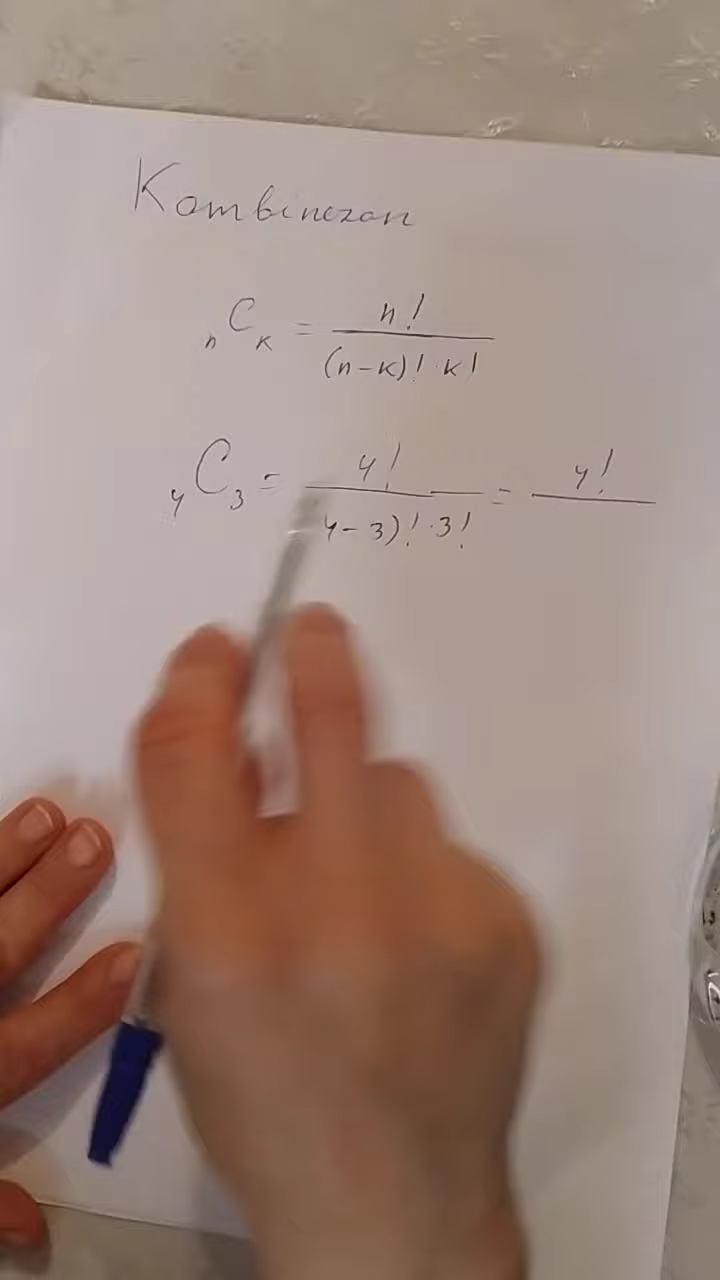 Kombinezon
nCk = n! / (n-k)! · k!
4C3 = 4! / 4-3)! · 3! = 4! /